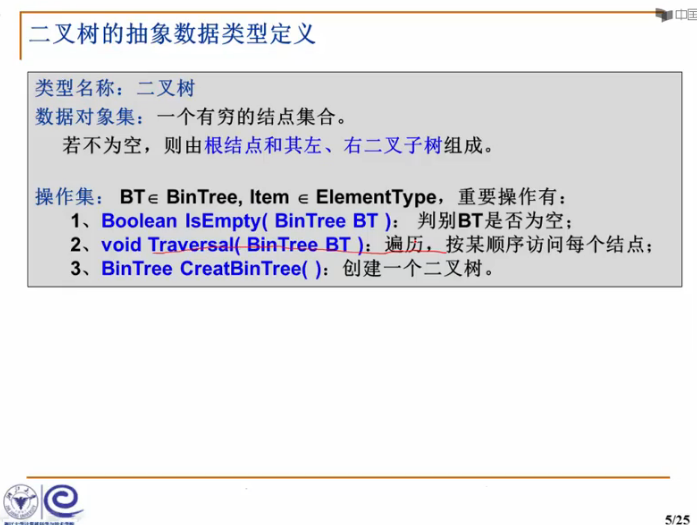 中国
二叉树的抽象数据类型定义
类型名称：二叉树
数据对象集：一个有穷的结点集合。
若不为空，则由根结点和其左、右二叉子树组成。
操作集： BT∈ BinTree, Item ∈ ElementType，重要操作有：
1、Boolean IsEmpty( BinTree BT )： 判别BT是否为空；
2、void Traversal( BinTree BT )：遍历，按某顺序访问每个结点；
3、BinTree CreatBinTree( )：创建一个二叉树。
5/25